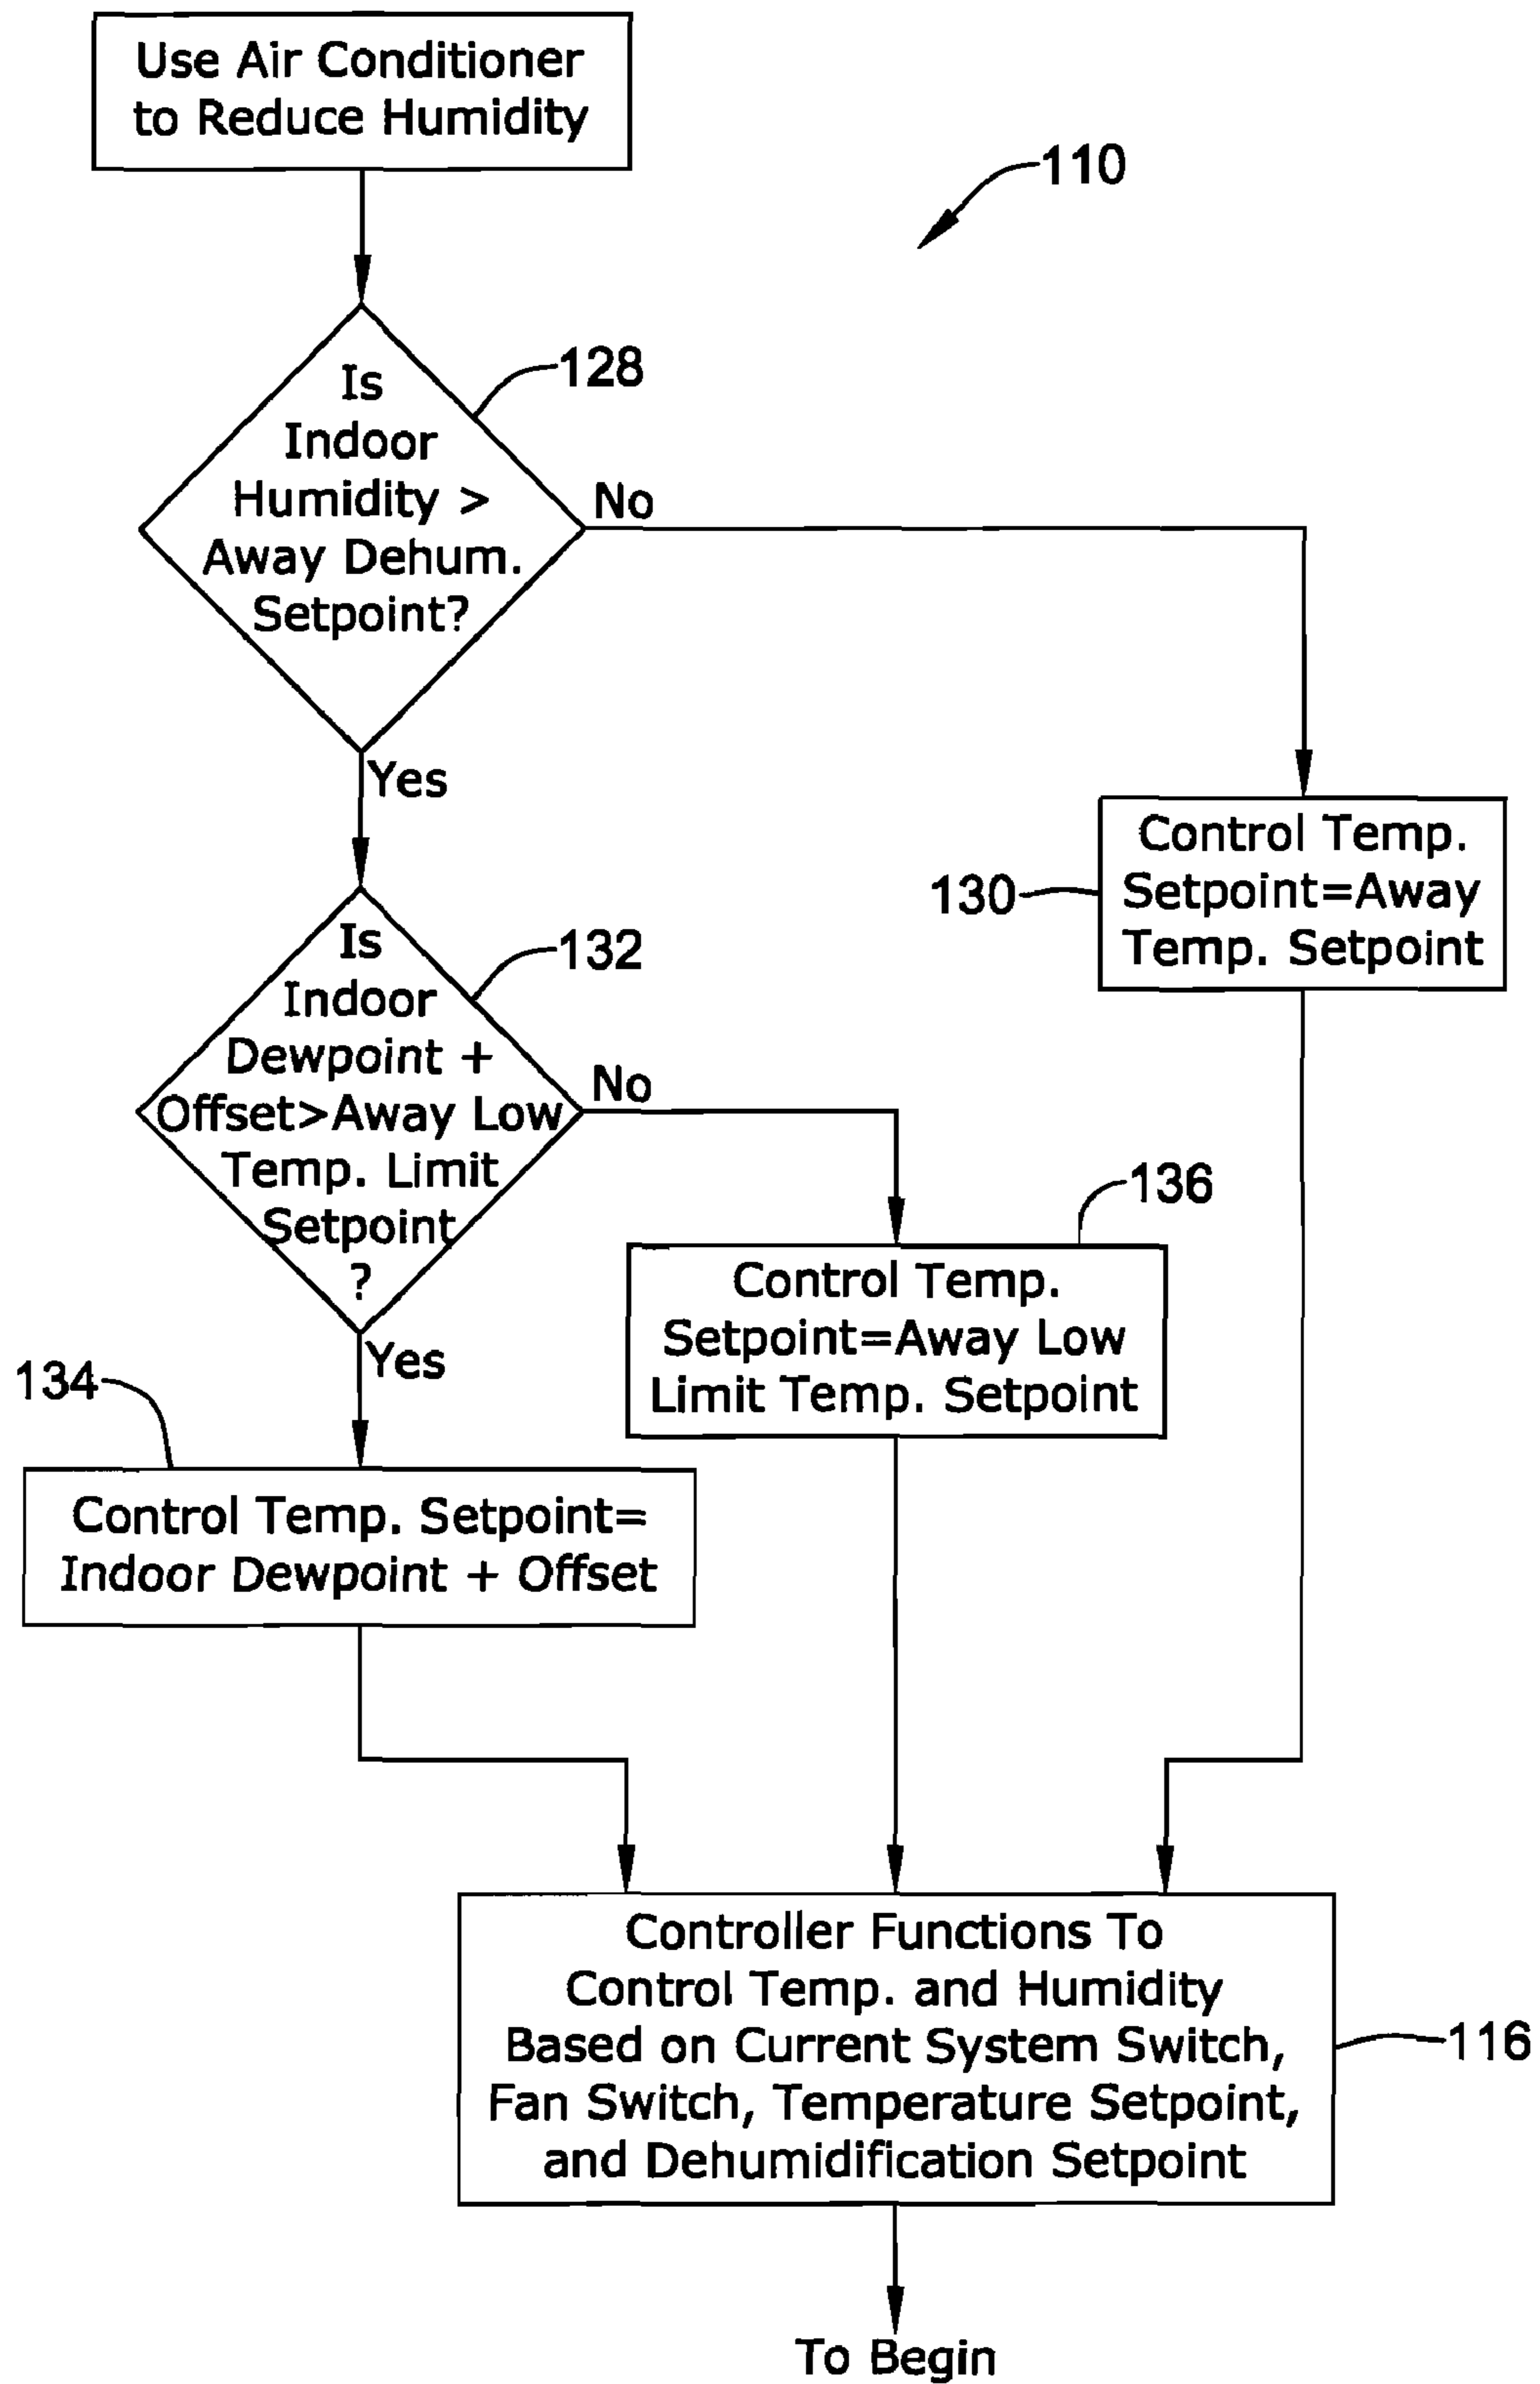 Use Air Conditioner
to Reduce Humidity
110
128
Is
Indoor
Humidity >
Away Dehum.
Setpoint?
No
Yes
130
Control Temp.
Setpoint=Away
Temp. Setpoint
132
Is
Indoor
Dewpoint +
Offset>Away Low
Temp. Limit
Setpoint
?
No
Yes
136
Control Temp.
Setpoint=Away Low
Limit Temp. Setpoint
134
Control Temp. Setpoint=
Indoor Dewpoint + Offset
Controller Functions To
Control Temp. and Humidity
Based on Current System Switch,
Fan Switch, Temperature Setpoint,
and Dehumidification Setpoint
116
To Begin